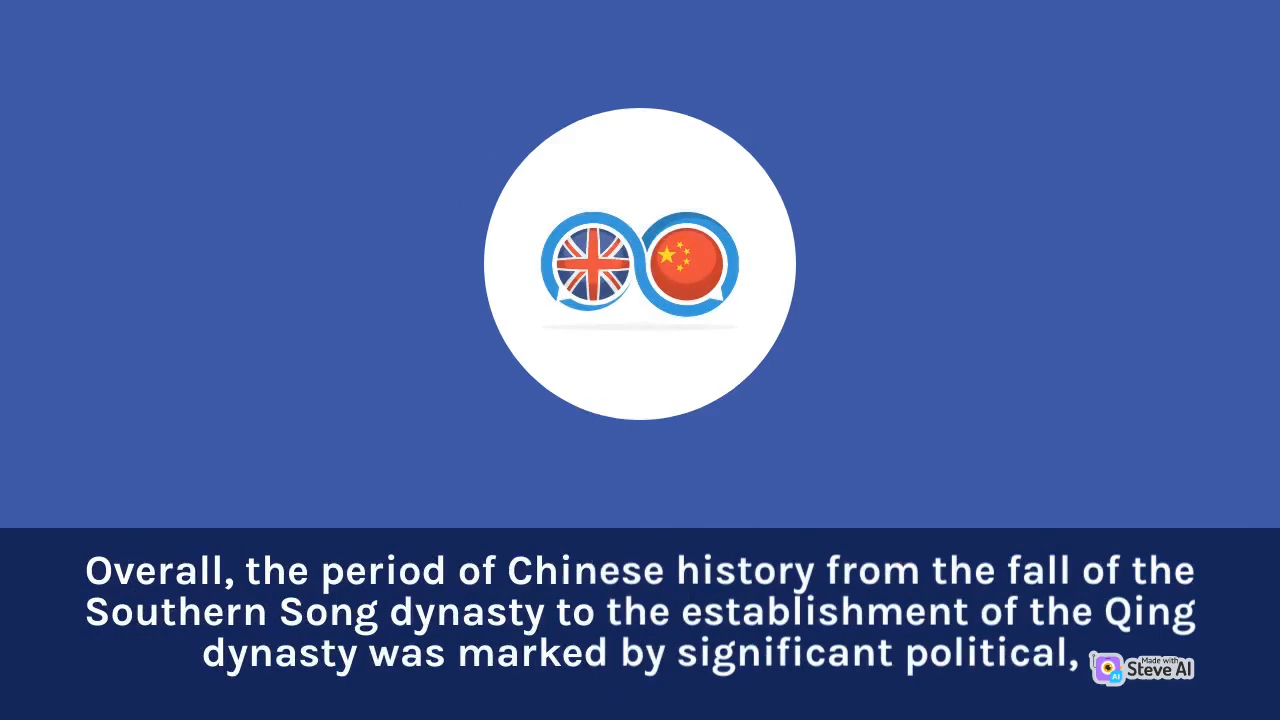 Overall, the period of Chinese history from the fall of the
Southern Song dynasty to the establishment of the Qing
dynasty was marked by significant political,
Made with
Steve AI
AI